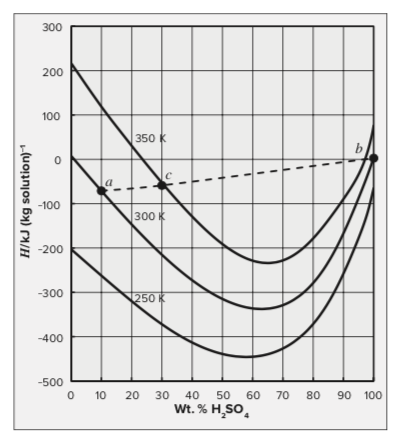 300
200
100
0
-100
-200
-300
-400
-500
H/kJ (kg solution)⁻¹
350 K
300 K
250 K
a
c
b
0 10 20 30 40 50 60 70 80 90 100
Wt. % H₂SO₄